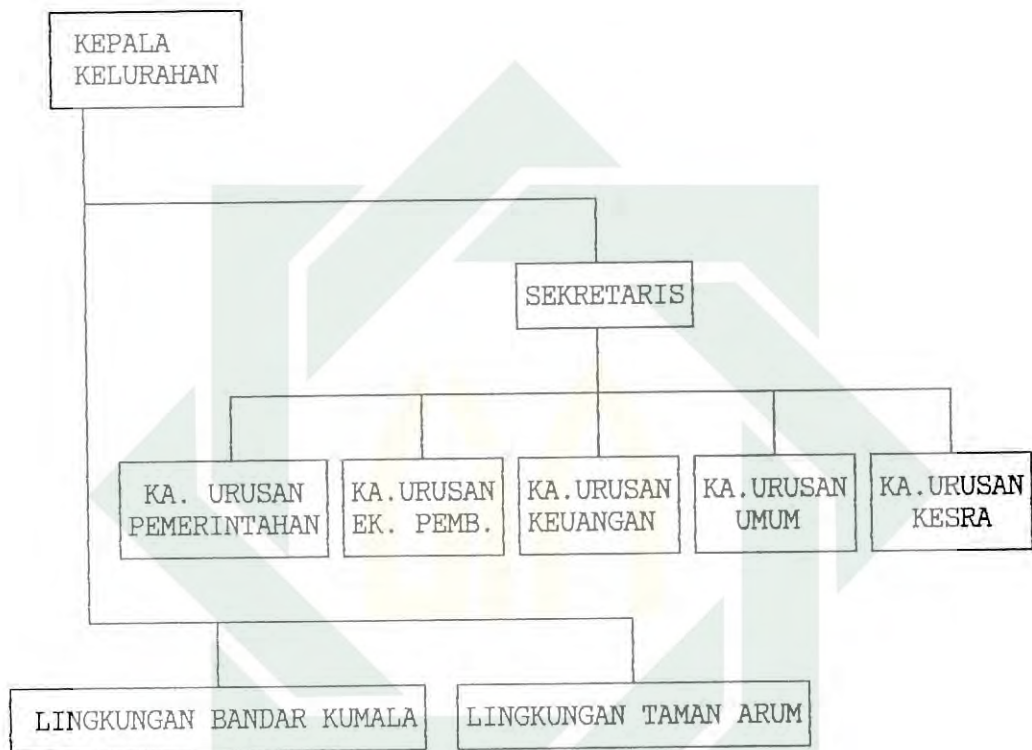 KEPALA
KELURAHAN
SEKRETARIS
KA. URUSAN
PEMERINTAHAN
KA.URUSAN
EK. PEMB.
KA.URUSAN
KEUANGAN
KA.URUSAN
UMUM
KA.URUSAN
KESRA
LINGKUNGAN BANDAR KUMALA
LINGKUNGAN TAMAN ARUM